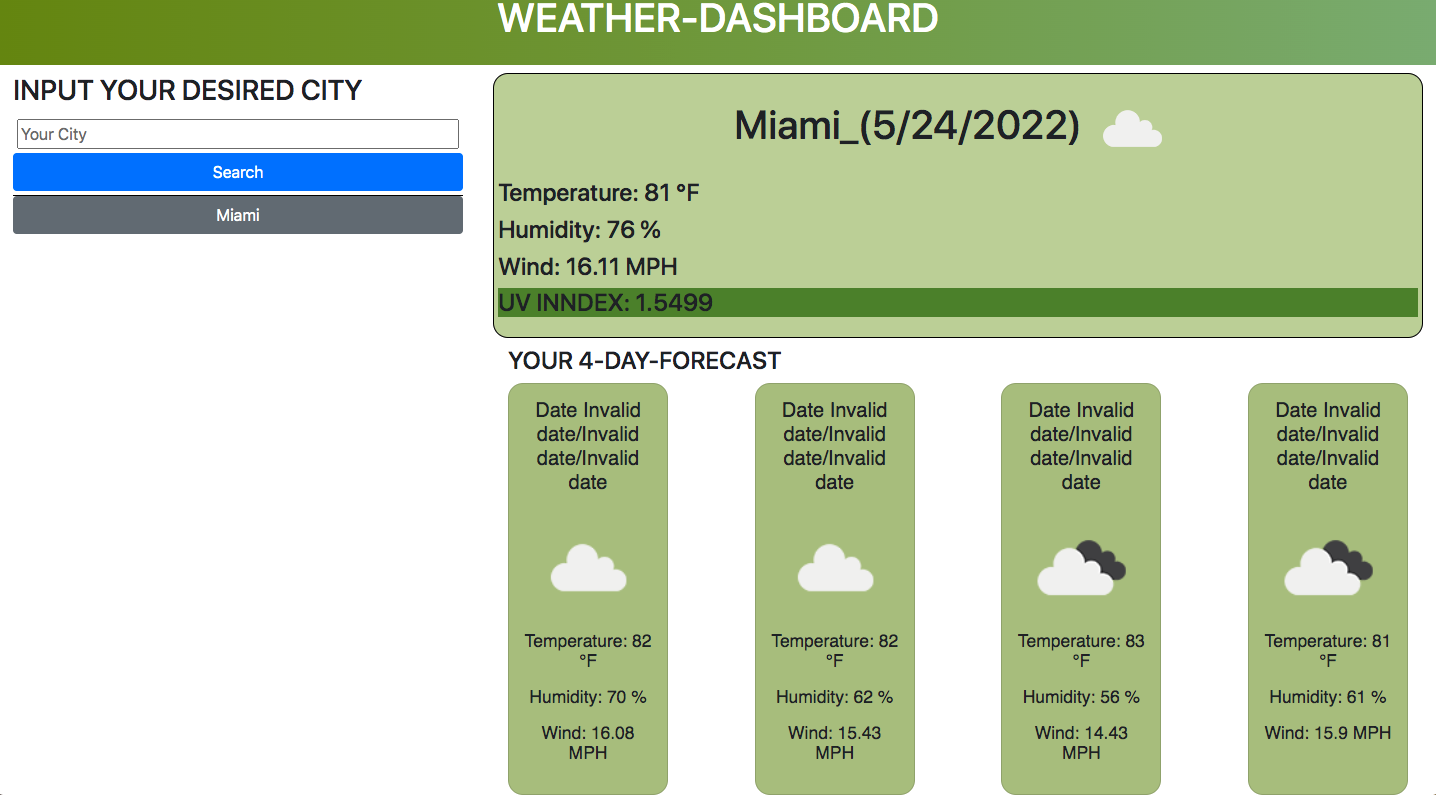 WEATHER-DASHBOARD
INPUT YOUR DESIRED CITY
Your City
Search
Miami
Miami_(5/24/2022)
Temperature: 81 °F
Humidity: 76 %
Wind: 16.11 MPH
UV INNDEX: 1.5499
YOUR 4-DAY-FORECAST
Date Invalid
date/Invalid
date/Invalid
date
Temperature: 82
°F
Humidity: 70 %
Wind: 16.08
MPH
Date Invalid
date/Invalid
date/Invalid
date
Temperature: 82
°F
Humidity: 62 %
Wind: 15.43
MPH
Date Invalid
date/Invalid
date/Invalid
date
Temperature: 83
°F
Humidity: 56 %
Wind: 14.43
MPH
Date Invalid
date/Invalid
date/Invalid
date
Temperature: 81
°F
Humidity: 61 %
Wind: 15.9 MPH